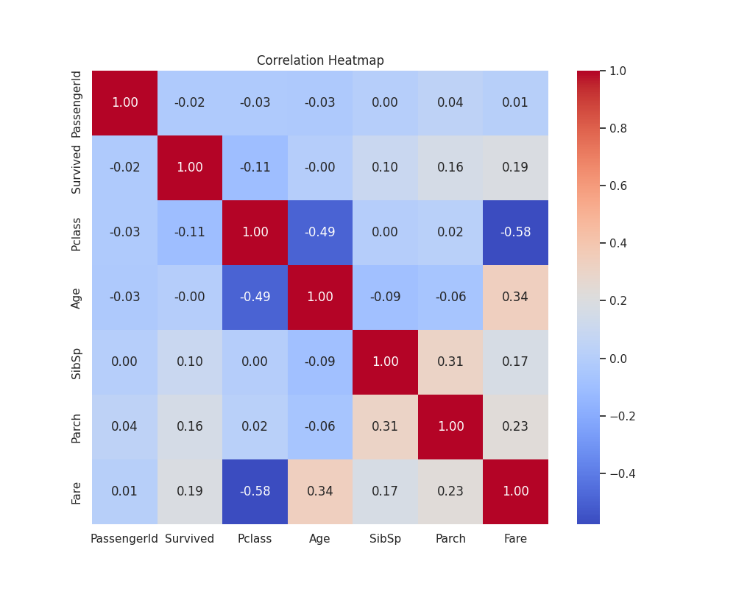 Correlation Heatmap
PassengerId 1.00 -0.02 -0.03 -0.03 0.00 0.04 0.01
Survived -0.02 1.00 -0.11 -0.00 0.10 0.16 0.19
Pclass -0.03 -0.11 1.00 -0.49 0.00 0.02 -0.58
Age -0.03 -0.00 -0.49 1.00 -0.09 -0.06 0.34
SibSp 0.00 0.10 0.00 -0.09 1.00 0.31 0.17
Parch 0.04 0.16 0.02 -0.06 0.31 1.00 0.23
Fare 0.01 0.19 -0.58 0.34 0.17 0.23 1.00
PassengerId Survived Pclass Age SibSp Parch Fare
1.0
0.8
0.6
0.4
0.2
0.0
−0.2
−0.4